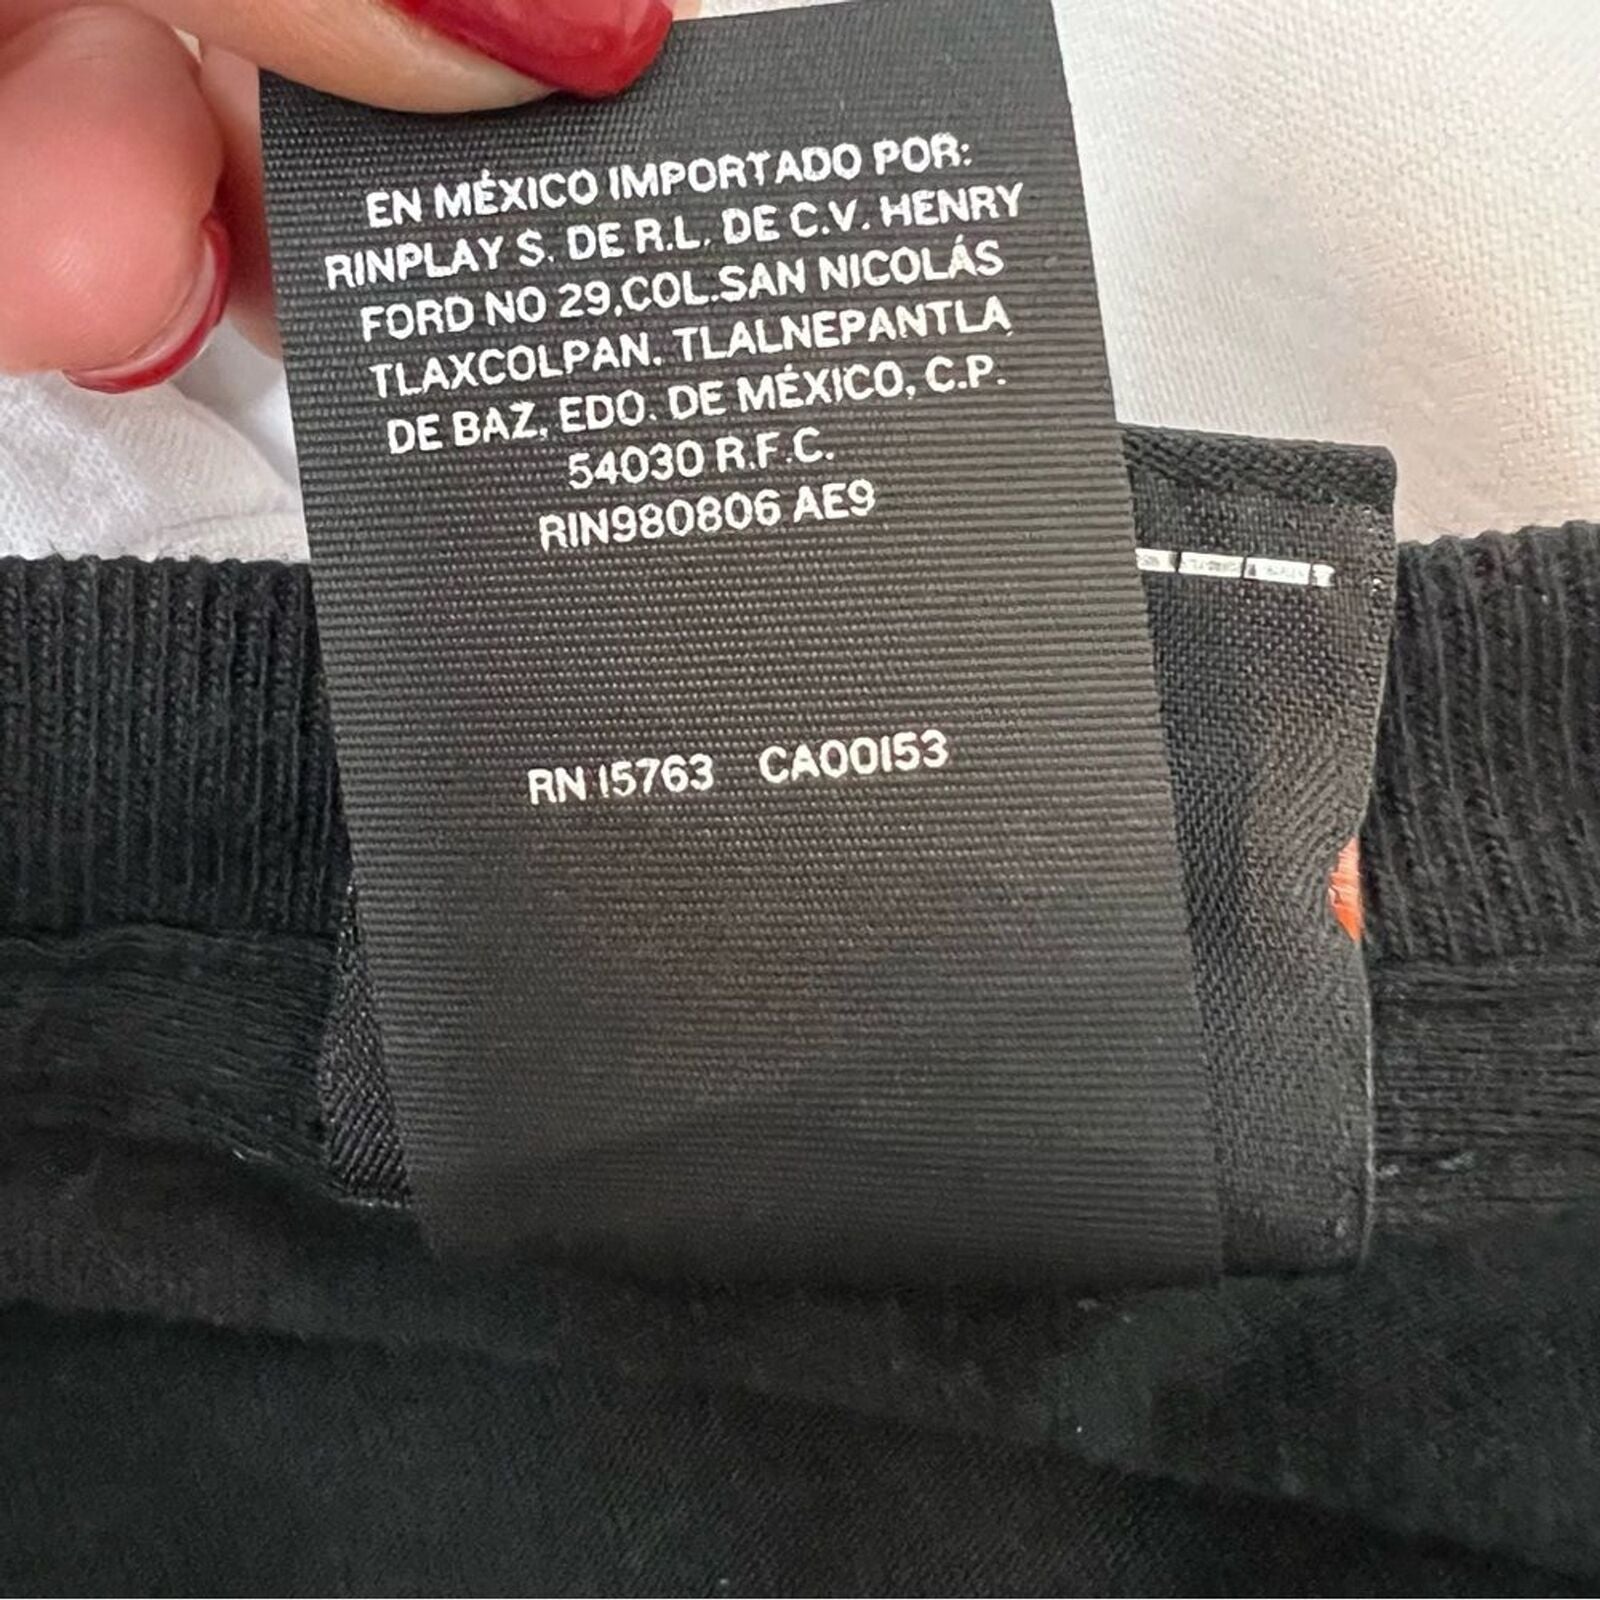 EN MÉXICO IMPORTADO POR:
RINPLAY S. DE R.L. DE C.V. HENRY
FORD NO 29,COL.SAN NICOLÁS
TLAXCOLPAN. TLALNEPANTLA
DE BAZ, EDO. DE MÉXICO, C.P.
54030 R.F.C.
RIN980806 AE9
RN 15763 CA00153